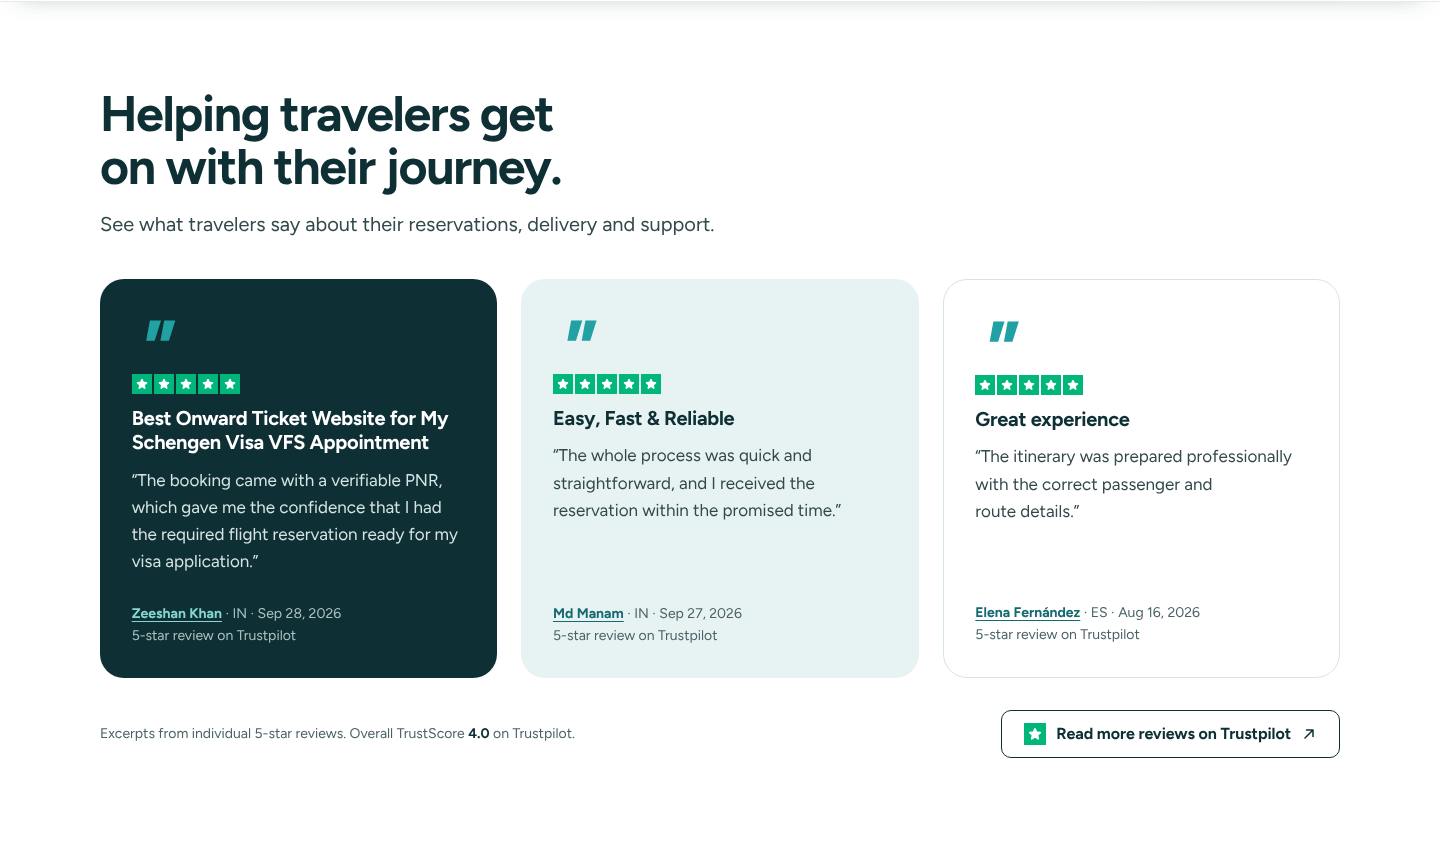 Helping travelers get
on with their journey.
See what travelers say about their reservations, delivery and support.
"
Best Onward Ticket Website for My
Schengen Visa VFS Appointment
“The booking came with a verifiable PNR,
which gave me the confidence that I had
the required flight reservation ready for my
visa application.”
Zeeshan Khan · IN · Sep 28, 2026
5-star review on Trustpilot
"
Easy, Fast & Reliable
“The whole process was quick and
straightforward, and I received the
reservation within the promised time.”
Md Manam · IN · Sep 27, 2026
5-star review on Trustpilot
"
Great experience
“The itinerary was prepared professionally
with the correct passenger and
route details.”
Elena Fernández · ES · Aug 16, 2026
5-star review on Trustpilot
Excerpts from individual 5-star reviews. Overall TrustScore 4.0 on Trustpilot.
Read more reviews on Trustpilot